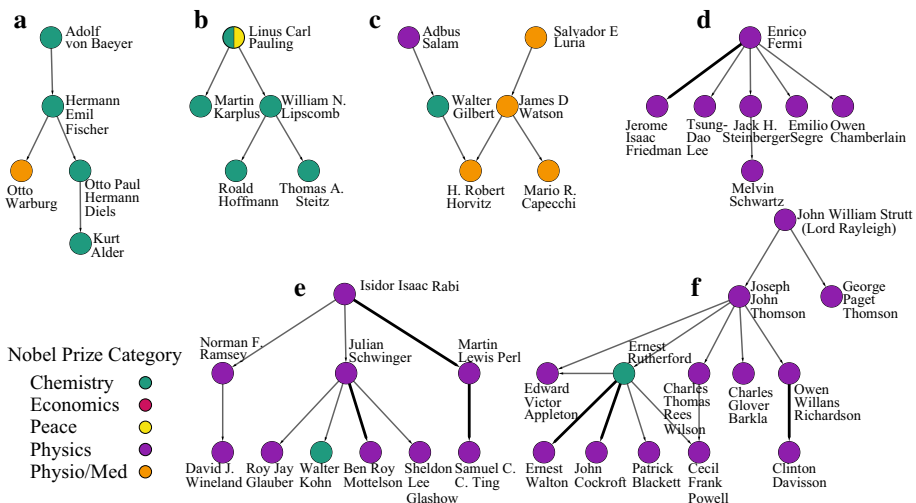 a
Adolf
von Baeyer
Hermann
Emil
Fischer
Otto
Warburg
Otto Paul
Hermann
Diels
Kurt
Alder
b
Linus Carl
Pauling
Martin
Karplus
William N.
Lipscomb
Roald
Hoffmann
Thomas A.
Steitz
c
Adbus
Salam
Salvador E
Luria
Walter
Gilbert
James D
Watson
H. Robert
Horvitz
Mario R.
Capecchi
d
Enrico
Fermi
Jerome
Isaac
Friedman
Tsung-
Dao
Lee
Jack H.
Steinberger
Emilio
Segre
Owen
Chamberlain
Melvin
Schwartz
e
Isidor Isaac Rabi
Norman F.
Ramsey
Julian
Schwinger
Martin
Lewis Perl
David J.
Wineland
Roy Jay
Glauber
Walter
Kohn
Ben Roy
Mottelson
Sheldon
Lee
Glashow
Samuel C.
C. Ting
f
John William Strutt
(Lord Rayleigh)
Joseph
John
Thomson
George
Paget
Thomson
Edward
Victor
Appleton
Ernest
Rutherford
Charles
Thomas
Rees
Wilson
Charles
Glover
Barkla
Owen
Willans
Richardson
Ernest
Walton
John
Cockroft
Patrick
Blackett
Cecil
Frank
Powell
Clinton
Davisson
Nobel Prize Category
Chemistry
Economics
Peace
Physics
Physio/Med